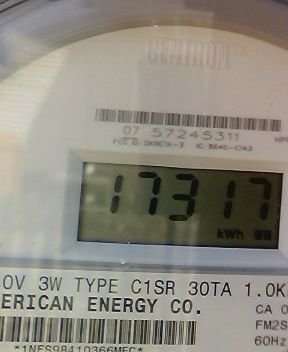 CENTRON®
07 57245311
17317
kWh
0V 3W TYPE C1SR 30TA 1.0K
ERICAN ENERGY CO.
CA 0
FM2S
60Hz